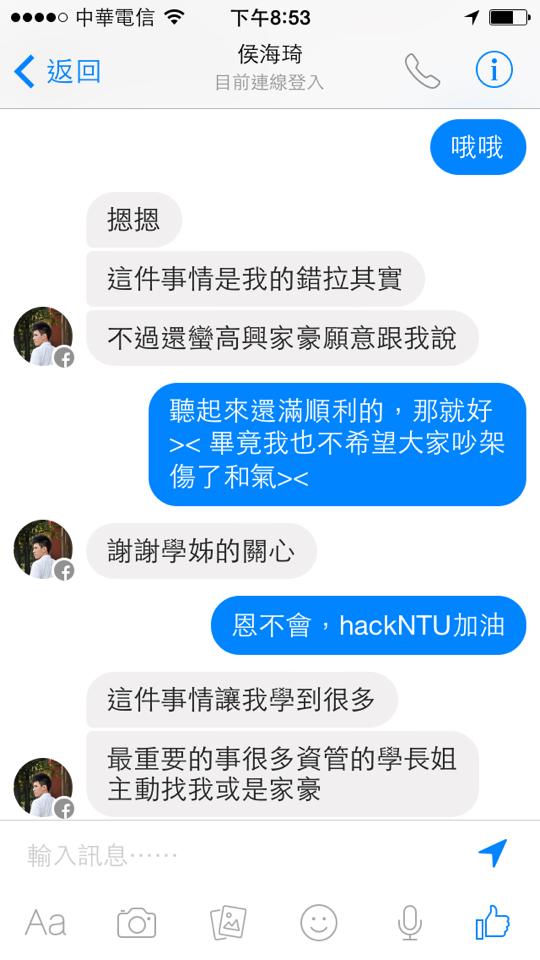 中華電信
下午8:53
返回
侯海琦
目前連線登入
哦哦
摁摁
這件事情是我的錯拉其實
不過還蠻高興家豪願意跟我說
聽起來還滿順利的，那就好
>< 畢竟我也不希望大家吵架
傷了和氣><
謝謝學姊的關心
恩不會，hackNTU加油
這件事情讓我學到很多
最重要的事很多資管的學長姐
主動找我或是家豪
輸入訊息……
Aa